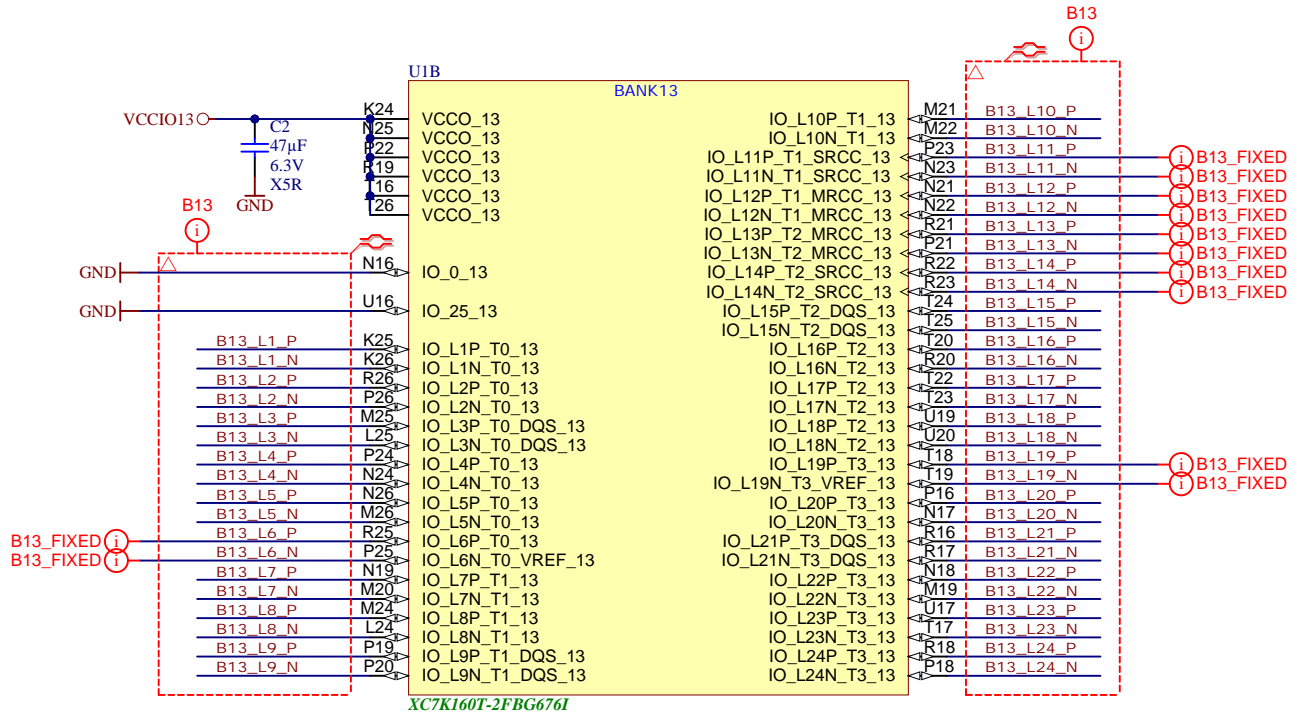 B13
U1B
BANK13
VCCIO13
C2
47µF
6.3V
X5R
GND
K24 VCCO_13
N25 VCCO_13
P22 VCCO_13
R19 VCCO_13
VCCO_13
VCCO_13
B13
GND N16 IO_0_13
GND U16 IO_25_13
B13_L1_P K25 IO_L1P_T0_13
B13_L1_N K26 IO_L1N_T0_13
B13_L2_P R26 IO_L2P_T0_13
B13_L2_N P26 IO_L2N_T0_13
B13_L3_P M25 IO_L3P_T0_DQS_13
B13_L3_N L25 IO_L3N_T0_DQS_13
B13_L4_P P24 IO_L4P_T0_13
B13_L4_N N24 IO_L4N_T0_13
B13_L5_P N26 IO_L5P_T0_13
B13_L5_N M26 IO_L5N_T0_13
B13_FIXED i B13_L6_P R25 IO_L6P_T0_13
B13_FIXED i B13_L6_N P25 IO_L6N_T0_VREF_13
B13_L7_P N19 IO_L7P_T1_13
B13_L7_N M20 IO_L7N_T1_13
B13_L8_P M24 IO_L8P_T1_13
B13_L8_N L24 IO_L8N_T1_13
B13_L9_P P19 IO_L9P_T1_DQS_13
B13_L9_N P20 IO_L9N_T1_DQS_13
IO_L10P_T1_13 M21 B13_L10_P
IO_L10N_T1_13 M22 B13_L10_N
IO_L11P_T1_SRCC_13 P23 B13_L11_P i B13_FIXED
IO_L11N_T1_SRCC_13 N23 B13_L11_N i B13_FIXED
IO_L12P_T1_MRCC_13 N21 B13_L12_P i B13_FIXED
IO_L12N_T1_MRCC_13 N22 B13_L12_N i B13_FIXED
IO_L13P_T2_MRCC_13 R21 B13_L13_P i B13_FIXED
IO_L13N_T2_MRCC_13 P21 B13_L13_N i B13_FIXED
IO_L14P_T2_SRCC_13 R22 B13_L14_P i B13_FIXED
IO_L14N_T2_SRCC_13 R23 B13_L14_N i B13_FIXED
IO_L15P_T2_DQS_13 T24 B13_L15_P
IO_L15N_T2_DQS_13 T25 B13_L15_N
IO_L16P_T2_13 T20 B13_L16_P
IO_L16N_T2_13 R20 B13_L16_N
IO_L17P_T2_13 T22 B13_L17_P
IO_L17N_T2_13 T23 B13_L17_N
IO_L18P_T2_13 U19 B13_L18_P
IO_L18N_T2_13 U20 B13_L18_N
IO_L19P_T3_13 T18 B13_L19_P i B13_FIXED
IO_L19N_T3_VREF_13 T19 B13_L19_N i B13_FIXED
IO_L20P_T3_13 P16 B13_L20_P
IO_L20N_T3_13 N17 B13_L20_N
IO_L21P_T3_DQS_13 R16 B13_L21_P
IO_L21N_T3_DQS_13 R17 B13_L21_N
IO_L22P_T3_13 N18 B13_L22_P
IO_L22N_T3_13 M19 B13_L22_N
IO_L23P_T3_13 U17 B13_L23_P
IO_L23N_T3_13 T17 B13_L23_N
IO_L24P_T3_13 R18 B13_L24_P
IO_L24N_T3_13 P18 B13_L24_N
XC7K160T-2FBG676I